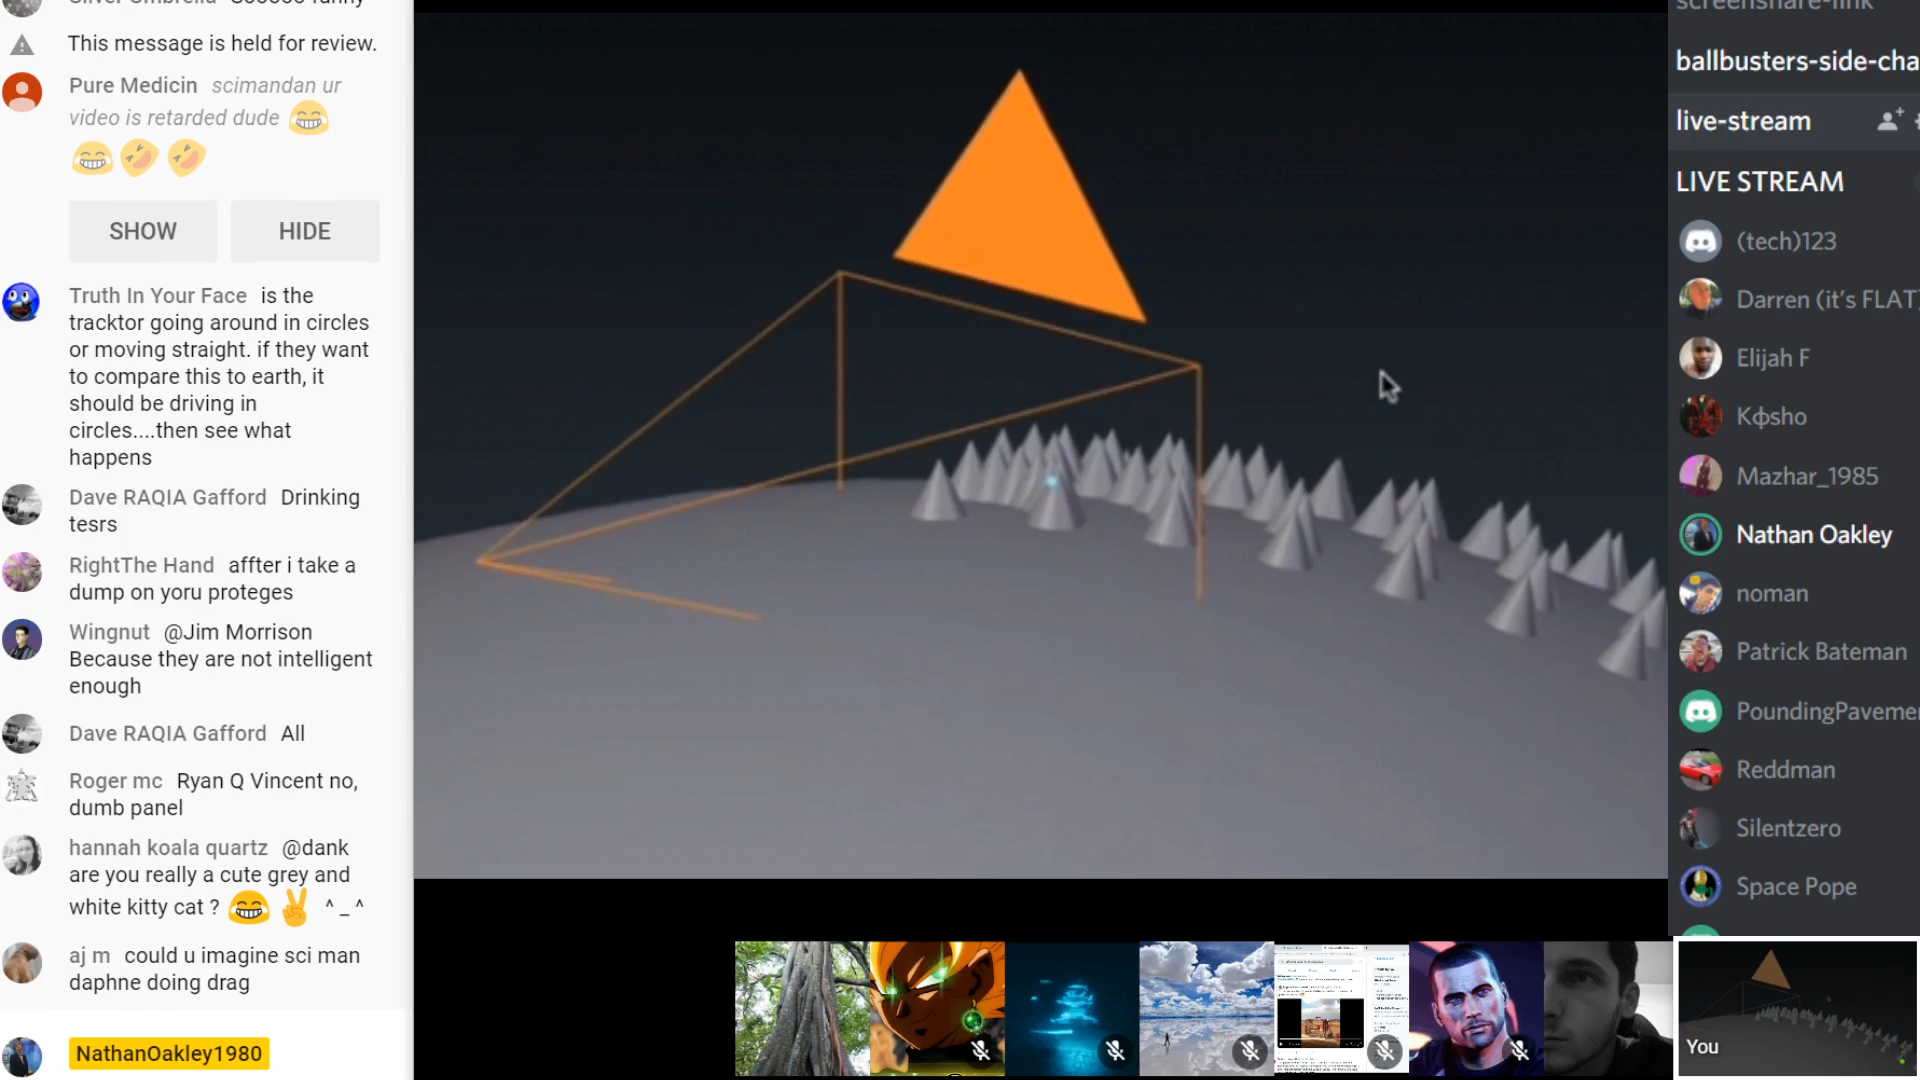 This message is held for review.
Pure Medicin scimandan ur
video is retarded dude
SHOW HIDE
Truth In Your Face is the
tracktor going around in circles
or moving straight. if they want
to compare this to earth, it
should be driving in
circles....then see what
happens
Dave RAQIA Gafford Drinking
tesrs
RightThe Hand affter i take a
dump on yoru proteges
Wingnut @Jim Morrison
Because they are not intelligent
enough
Dave RAQIA Gafford All
Roger mc Ryan Q Vincent no,
dumb panel
hannah koala quartz @dank
are you really a cute grey and
white kitty cat ? ^ _ ^
aj m could u imagine sci man
daphne doing drag
NathanOakley1980
screenshare-link
ballbusters-side-cha
live-stream
LIVE STREAM
(tech)123
Darren (it's FLAT)
Elijah F
Kфsho
Mazhar_1985
Nathan Oakley
noman
Patrick Bateman
PoundingPavemen
Reddman
Silentzero
Space Pope
You